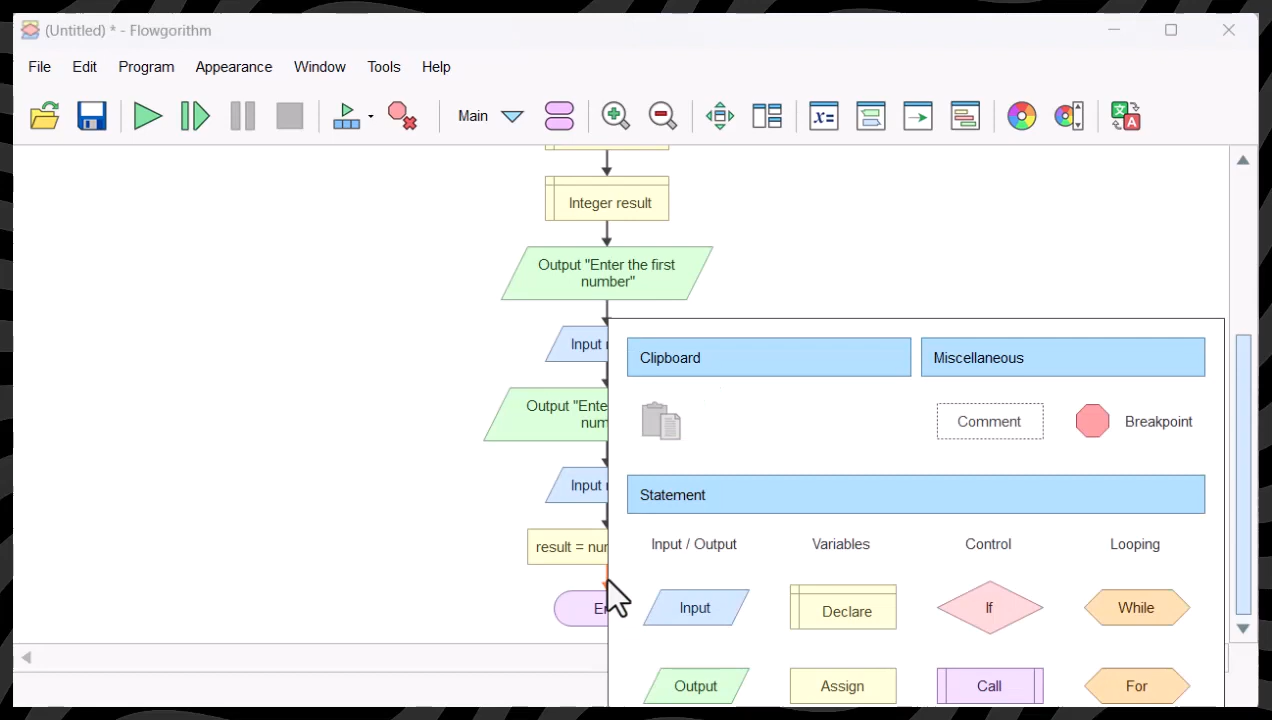 (Untitled) * - Flowgorithm
File Edit Program Appearance Window Tools Help
Main
x=
A
Integer result
Output "Enter the first
number"
Input
Clipboard
Miscellaneous
Output "Ente
num
Comment
Breakpoint
Input
Statement
result = nu
Input / Output
Variables
Control
Looping
Input
Declare
If
While
Output
Assign
Call
For